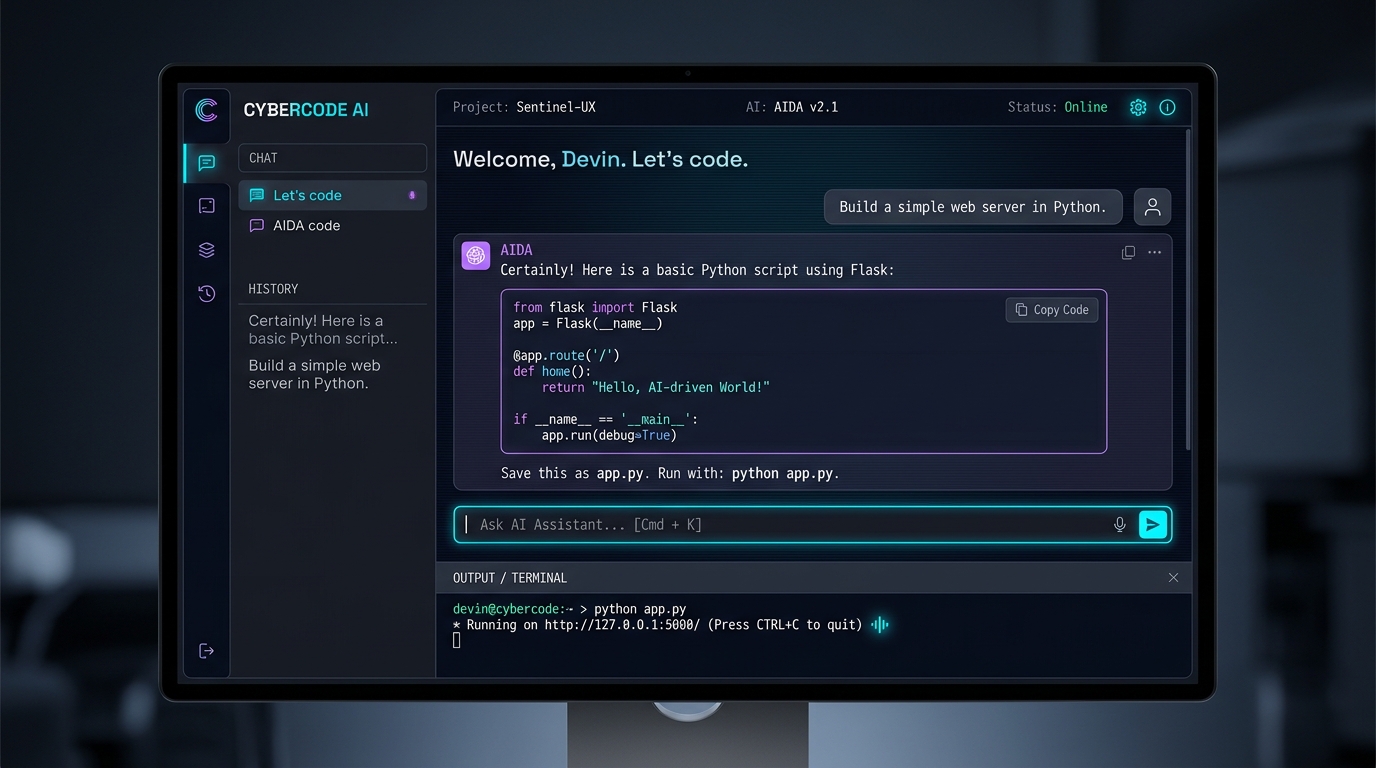 CYBERCODE AI
CHAT
Let's code
AIDA code
HISTORY
Certainly! Here is a
basic Python script...
Build a simple web
server in Python.
Project: Sentinel-UX
AI: AIDA v2.1
Status: Online
Welcome, Devin. Let's code.
Build a simple web server in Python.
AIDA
Certainly! Here is a basic Python script using Flask:
Copy Code
from flask import Flask
app = Flask(__name__)
@app.route('/')
def home():
    return "Hello, AI-driven World!"
if __name__ == '__main__':
    app.run(debug=True)
Save this as app.py. Run with: python app.py.
Ask AI Assistant... [Cmd + K]
OUTPUT / TERMINAL
devin@cybercode:~ > python app.py
* Running on http://127.0.0.1:5000/ (Press CTRL+C to quit)